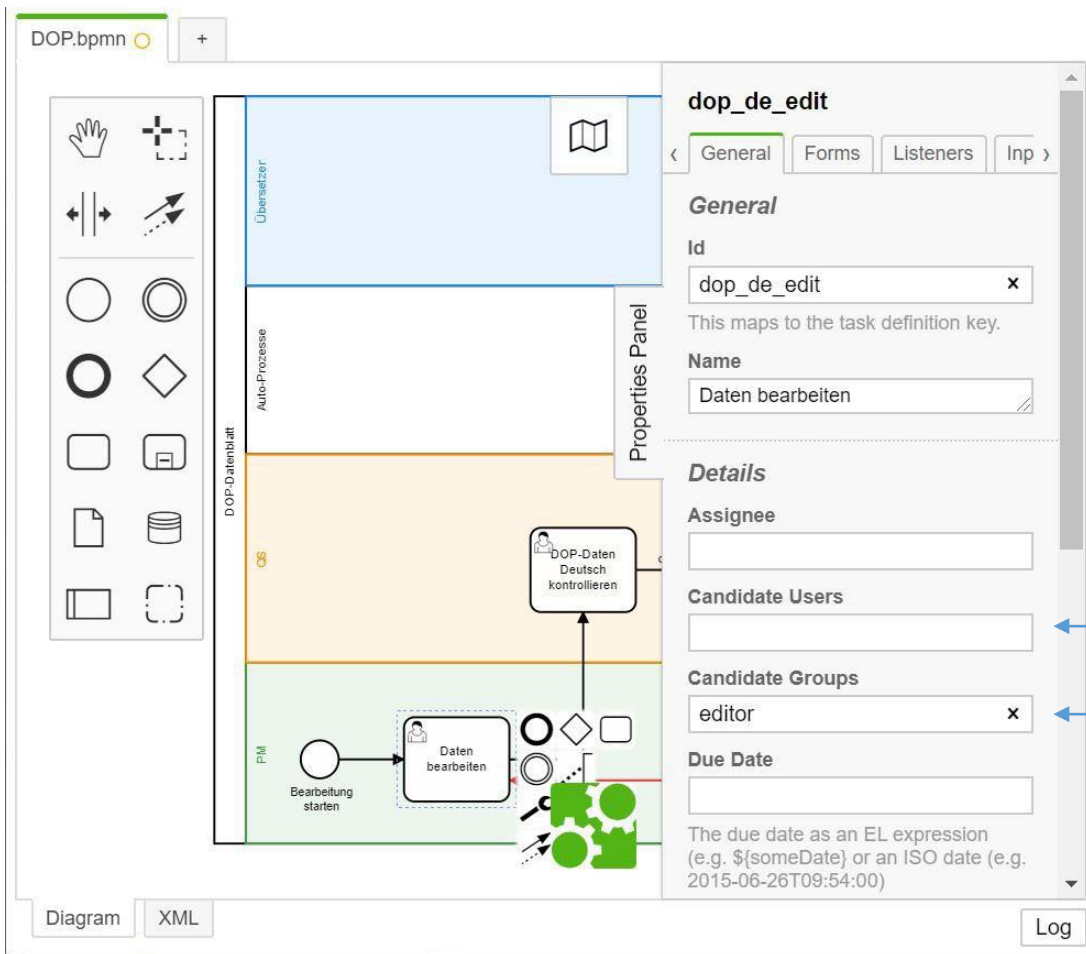 DOP.bpmn
+
Übersetzer
Auto-Prozesse
DOP-Datenblatt
QS
PM
DOP-Daten
Deutsch
kontrollieren
Daten
bearbeiten
Bearbeitung
starten
Properties Panel
dop_de_edit
‹ General Forms Listeners Inp ›
General
Id
dop_de_edit ×
This maps to the task definition key.
Name
Daten bearbeiten
Details
Assignee
Candidate Users
Candidate Groups
editor ×
Due Date
The due date as an EL expression
(e.g. ${someDate} or an ISO date (e.g.
2015-06-26T09:54:00)
Diagram XML
Log